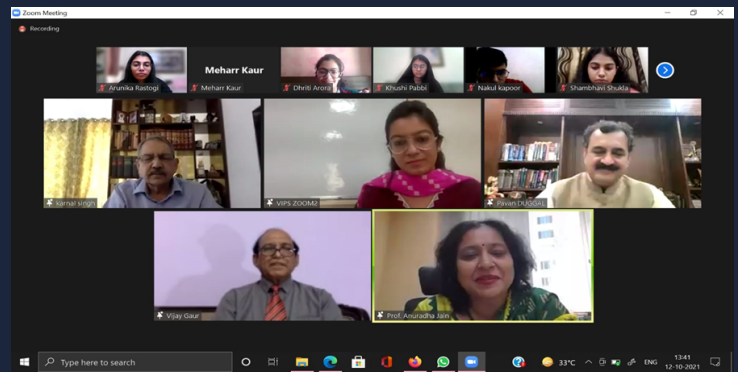 Zoom Meeting
Recording
Meharr Kaur
Arunika Rastogi
Meharr Kaur
Dhriti Arora
Khushi Pabbi
Nakul kapoor
Shambhavi Shukla
karnal singh
VIPS ZOOM2
Pavan DUGGAL
Vijay Gaur
Prof. Anuradha Jain
Type here to search
33°C
ENG
13:41
12-10-2021